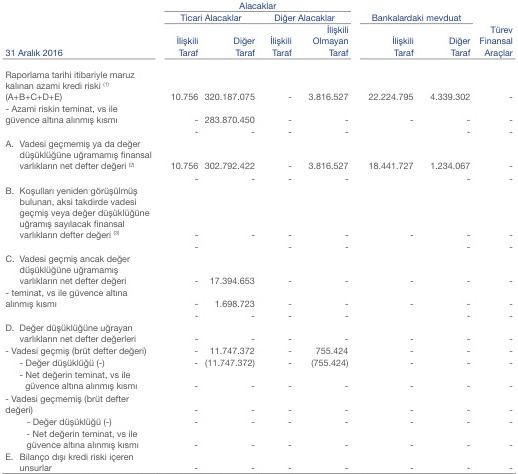 Alacaklar
Ticari Alacaklar Diğer Alacaklar Bankalardaki mevduat
31 Aralık 2016 İlişkili Taraf Diğer Taraf İlişkili Taraf İlişkili Olmayan Taraf İlişkili Taraf Diğer Taraf Türev Finansal Araçlar
Raporlama tarihi itibariyle maruz
kalınan azami kredi riski (1)
(A+B+C+D+E) 10.756 320.187.075 - 3.816.527 22.224.795 4.339.302 -
- Azami riskin teminat, vs ile
güvence altına alınmış kısmı - 283.870.450 - - - - -
- - - - - -
A. Vadesi geçmemiş ya da değer
düşüklüğüne uğramamış finansal
varlıkların net defter değeri (2) 10.756 302.792.422 - 3.816.527 18.441.727 1.234.067 -
- - - - - -
B. Koşulları yeniden görüşülmüş
bulunan, aksi takdirde vadesi
geçmiş veya değer düşüklüğüne
uğramış sayılacak finansal
varlıkların defter değeri (3) - - - - - - -
- - - - -
C. Vadesi geçmiş ancak değer
düşüklüğüne uğramamış
varlıkların net defter değeri - 17.394.653 - - - - -
- teminat, vs ile güvence altına
alınmış kısmı - 1.698.723 - - - - -
- - - - - -
D. Değer düşüklüğüne uğrayan
varlıkların net defter değerleri - - - - - - -
- Vadesi geçmiş (brüt defter değeri) - 11.747.372 - 755.424 - - -
- Değer düşüklüğü (-) - (11.747.372) - (755.424) - - -
- Net değerin teminat, vs ile
güvence altına alınmış kısmı - - - - - - -
- Vadesi geçmemiş (brüt defter
değeri) - - - - - - -
- Değer düşüklüğü (-) - - - - - - -
- Net değerin teminat, vs ile
güvence altına alınmış kısmı - - - - - - -
E. Bilanço dışı kredi riski içeren
unsurlar - - - - - - -